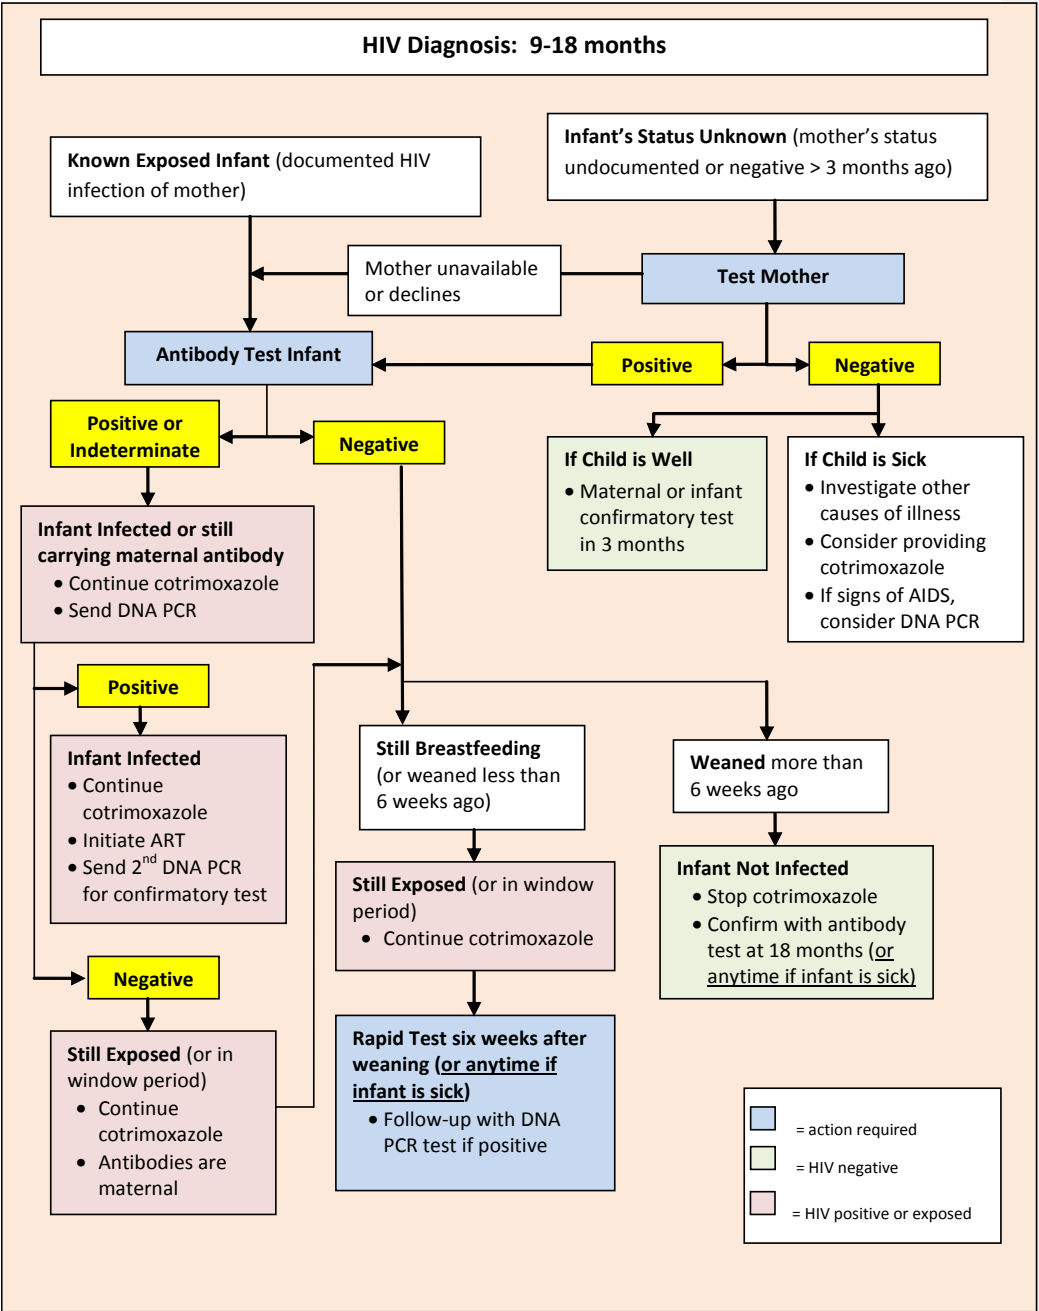 HIV Diagnosis: 9-18 months
Known Exposed Infant (documented HIV
infection of mother)
Infant's Status Unknown (mother's status
undocumented or negative > 3 months ago)
Mother unavailable
or declines
Test Mother
Antibody Test Infant
Positive
Negative
Positive or
Indeterminate
Negative
If Child is Well
• Maternal or infant
confirmatory test
in 3 months
If Child is Sick
• Investigate other
causes of illness
• Consider providing
cotrimoxazole
• If signs of AIDS,
consider DNA PCR
Infant Infected or still
carrying maternal antibody
• Continue cotrimoxazole
• Send DNA PCR
Positive
Infant Infected
• Continue
cotrimoxazole
• Initiate ART
• Send 2nd DNA PCR
for confirmatory test
Negative
Still Exposed (or in
window period)
• Continue
cotrimoxazole
• Antibodies are
maternal
Still Breastfeeding
(or weaned less than
6 weeks ago)
Still Exposed (or in window
period)
• Continue cotrimoxazole
Rapid Test six weeks after
weaning (or anytime if
infant is sick)
• Follow-up with DNA
PCR test if positive
Weaned more than
6 weeks ago
Infant Not Infected
• Stop cotrimoxazole
• Confirm with antibody
test at 18 months (or
anytime if infant is sick)
= action required
= HIV negative
= HIV positive or exposed